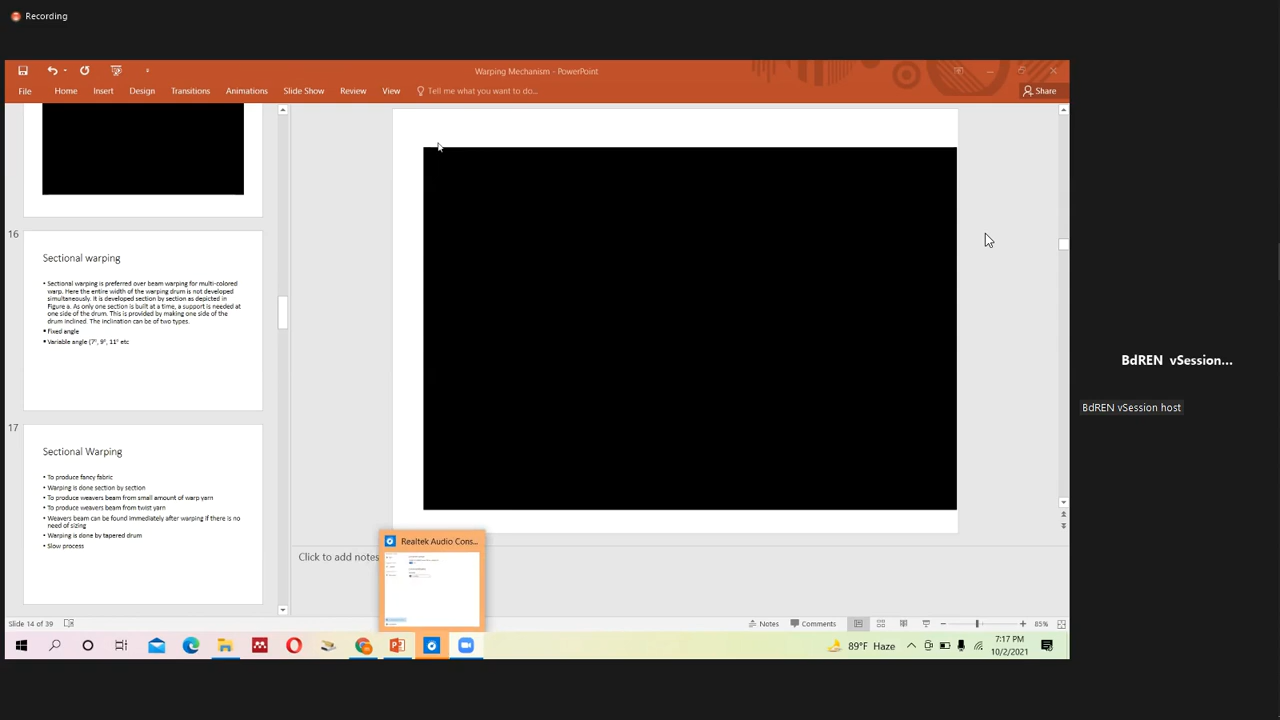 Recording
Warping Mechanism - PowerPoint
File Home Insert Design Transitions Animations Slide Show Review View Tell me what you want to do... Share
16
Sectional warping
• Sectional warping is preferred over beam warping for multi-colored
warp. Here the entire width of the warping drum is not developed
simultaneously. It is developed section by section as depicted in
Figure a. As only one section is built at a time, a support is needed at
one side of the drum. This is provided by making one side of the
drum inclined. The inclination can be of two types.
• Fixed angle
• Variable angle (7°, 9°, 11° etc
17
Sectional Warping
• To produce fancy fabric
• Warping is done section by section
• To produce weavers beam from small amount of warp yarn
• To produce weavers beam from twist yarn
• Weavers beam can be found immediately after warping if there is no
need of sizing
• Warping is done by tapered drum
• Slow process
BdREN vSession...
BdREN vSession host
Realtek Audio Cons...
Click to add notes
Slide 14 of 39 Notes Comments 85%
89°F Haze 7:17 PM
10/2/2021